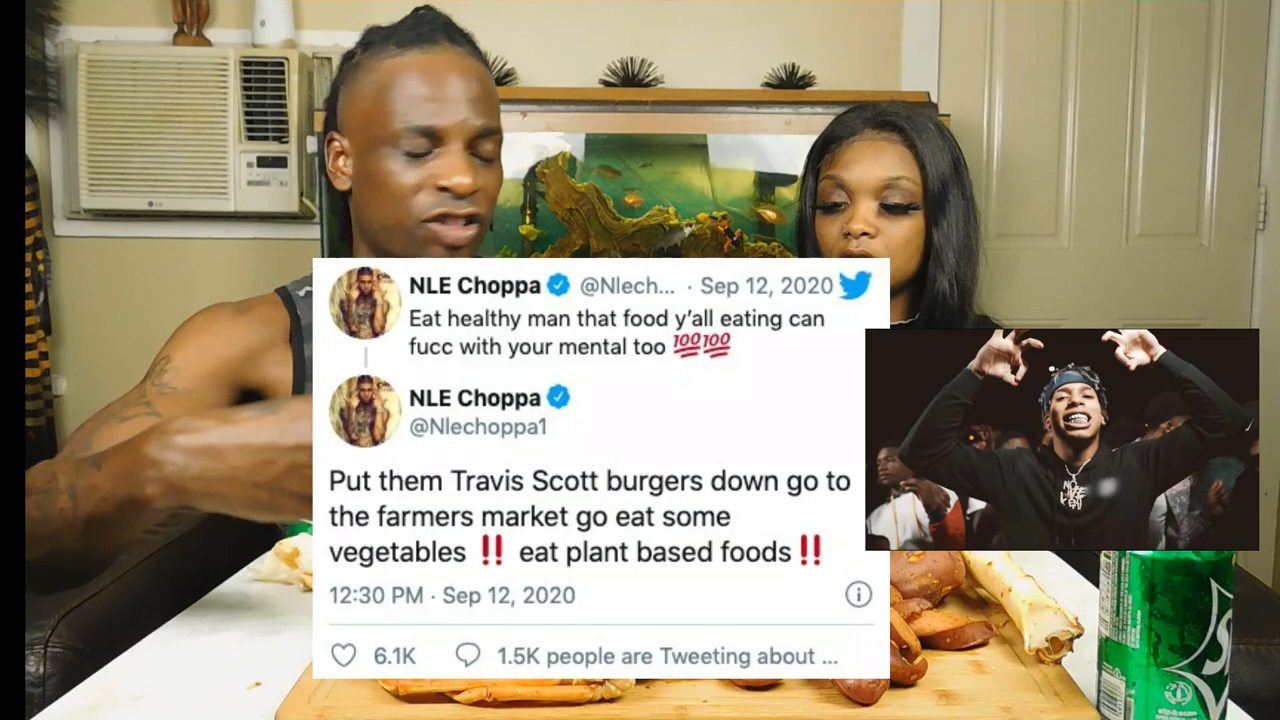 NLE Choppa @Nlech... · Sep 12, 2020
Eat healthy man that food y'all eating can
fucc with your mental too 💯💯
NLE Choppa
@Nlechoppa1
Put them Travis Scott burgers down go to
the farmers market go eat some
vegetables ‼️ eat plant based foods‼️
12:30 PM · Sep 12, 2020
6.1K 1.5K people are Tweeting about ...
LG